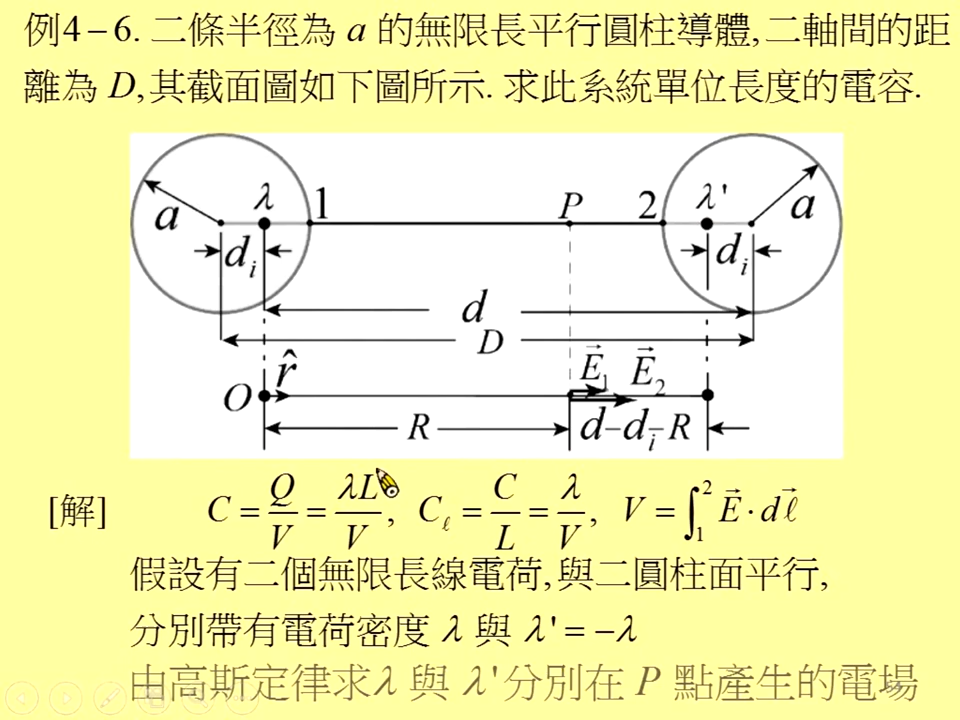 例4－6. 二條半徑為 a 的無限長平行圓柱導體, 二軸間的距
離為 D, 其截面圖如下圖所示. 求此系統單位長度的電容.
a λ 1 P 2 λ' a
d_i d_i
d
D
O r̂ E⃗₁ E⃗₂
R d-d_i-R
[解] C = Q/V = λL/V, C_ℓ = C/L = λ/V, V = ∫₁² E⃗ · dℓ⃗
假設有二個無限長線電荷, 與二圓柱面平行,
分別帶有電荷密度 λ 與 λ' = −λ
由高斯定律求λ 與 λ'分別在 P 點產生的電場